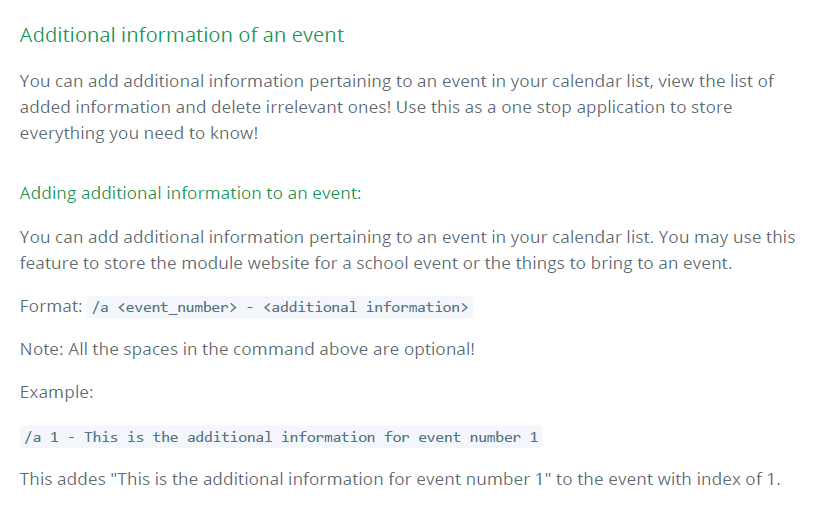 Additional information of an event
You can add additional information pertaining to an event in your calendar list, view the list of
added information and delete irrelevant ones! Use this as a one stop application to store
everything you need to know!
Adding additional information to an event:
You can add additional information pertaining to an event in your calendar list. You may use this
feature to store the module website for a school event or the things to bring to an event.
Format: /a <event_number> - <additional information>
Note: All the spaces in the command above are optional!
Example:
/a 1 - This is the additional information for event number 1
This addes "This is the additional information for event number 1" to the event with index of 1.